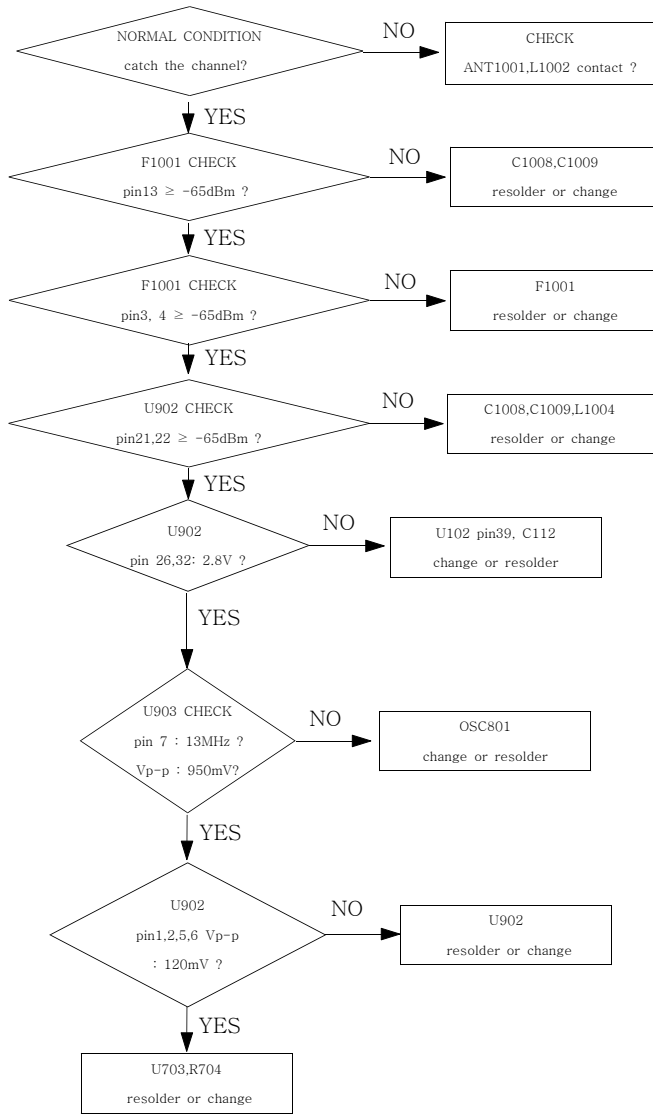 NORMAL CONDITION
catch the channel?
NO
CHECK
ANT1001,L1002 contact ?
YES
F1001 CHECK
pin13 ≥ -65dBm ?
NO
C1008,C1009
resolder or change
YES
F1001 CHECK
pin3, 4 ≥ -65dBm ?
NO
F1001
resolder or change
YES
U902 CHECK
pin21,22 ≥ -65dBm ?
NO
C1008,C1009,L1004
resolder or change
YES
U902
pin 26,32: 2.8V ?
NO
U102 pin39, C112
change or resolder
YES
U903 CHECK
pin 7 : 13MHz ?
Vp-p : 950mV?
NO
OSC801
change or resolder
YES
U902
pin1,2,5,6 Vp-p
: 120mV ?
NO
U902
resolder or change
YES
U703,R704
resolder or change